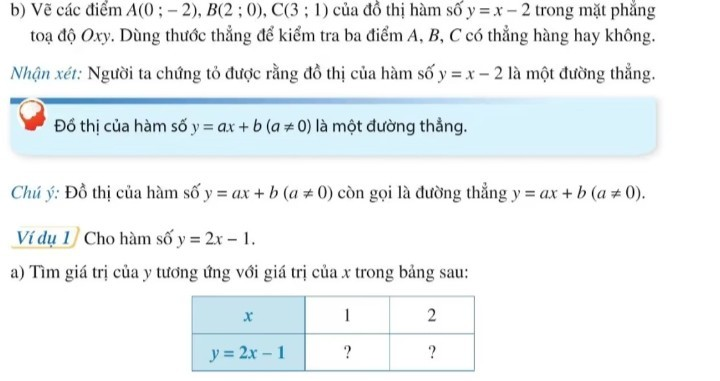 b) Vẽ các điểm A(0 ; – 2), B(2 ; 0), C(3 ; 1) của đồ thị hàm số y = x – 2 trong mặt phẳng
toạ độ Oxy. Dùng thước thẳng để kiểm tra ba điểm A, B, C có thẳng hàng hay không.
Nhận xét: Người ta chứng tỏ được rằng đồ thị của hàm số y = x – 2 là một đường thẳng.
Đồ thị của hàm số y = ax + b (a ≠ 0) là một đường thẳng.
Chú ý: Đồ thị của hàm số y = ax + b (a ≠ 0) còn gọi là đường thẳng y = ax + b (a ≠ 0).
Ví dụ 1 Cho hàm số y = 2x – 1.
a) Tìm giá trị của y tương ứng với giá trị của x trong bảng sau:
x 1 2
y = 2x – 1 ? ?